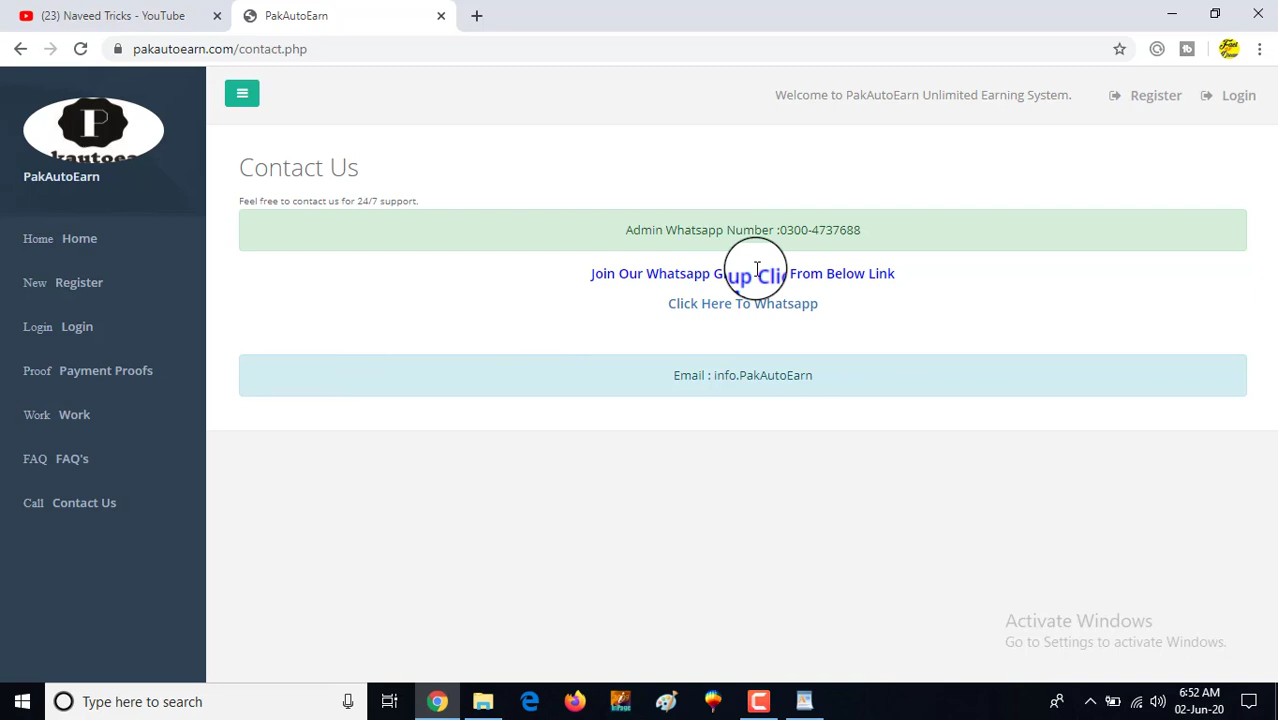 (23) Naveed Tricks - YouTube
PakAutoEarn
pakautoearn.com/contact.php
P
PakAutoEarn
Welcome to PakAutoEarn Unlimited Earning System.
Register
Login
Home Home
New Register
Login Login
Proof Payment Proofs
Work Work
FAQ FAQ's
Call Contact Us
Contact Us
Feel free to contact us for 24/7 support.
Admin Whatsapp Number :0300-4737688
Join Our Whatsapp G up Cli From Below Link
Click Here To Whatsapp
Email : info.PakAutoEarn
Activate Windows
Go to Settings to activate Windows.
Type here to search
6:52 AM
02-Jun-20